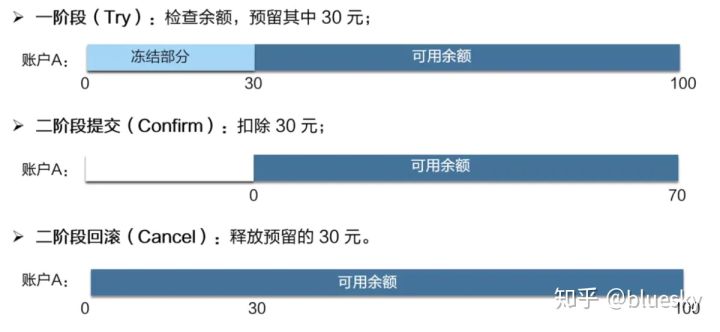 ➢ 一阶段（Try）：检查余额，预留其中 30 元；
账户A： 冻结部分 可用余额
0 30 100
➢ 二阶段提交（Confirm）：扣除 30 元；
账户A： 可用余额
0 70
➢ 二阶段回滚（Cancel）：释放预留的 30 元。
账户A： 可用余额
0 30 100
知乎 @bluesky